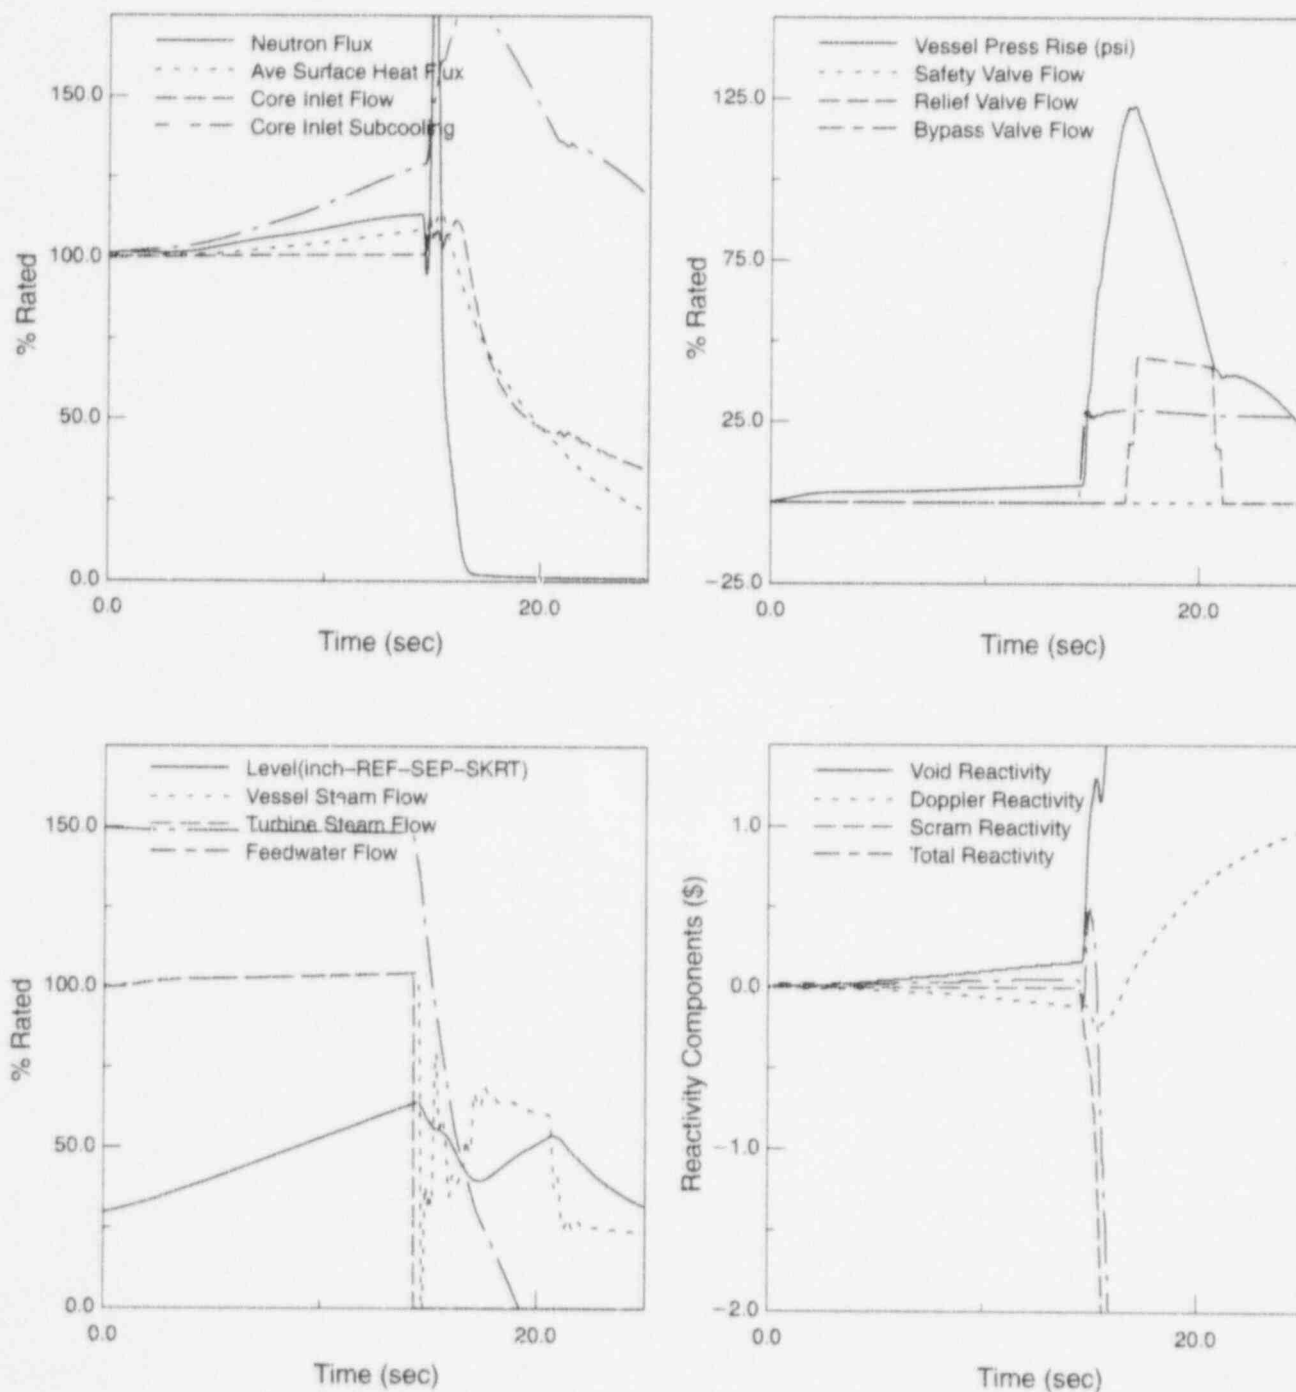 Neutron Flux
Ave Surface Heat Flux
Core Inlet Flow
Core Inlet Subcooling
150.0
100.0
50.0
0.0
% Rated
0.0
20.0
Time (sec)
Vessel Press Rise (psi)
Safety Valve Flow
Relief Valve Flow
Bypass Valve Flow
125.0
75.0
25.0
−25.0
% Rated
0.0
20.0
Time (sec)
Level(inch−REF−SEP−SKRT)
Vessel Steam Flow
Turbine Steam Flow
Feedwater Flow
150.0
100.0
50.0
0.0
% Rated
0.0
20.0
Time (sec)
Void Reactivity
Doppler Reactivity
Scram Reactivity
Total Reactivity
1.0
0.0
−1.0
−2.0
Reactivity Components ($)
0.0
20.0
Time (sec)